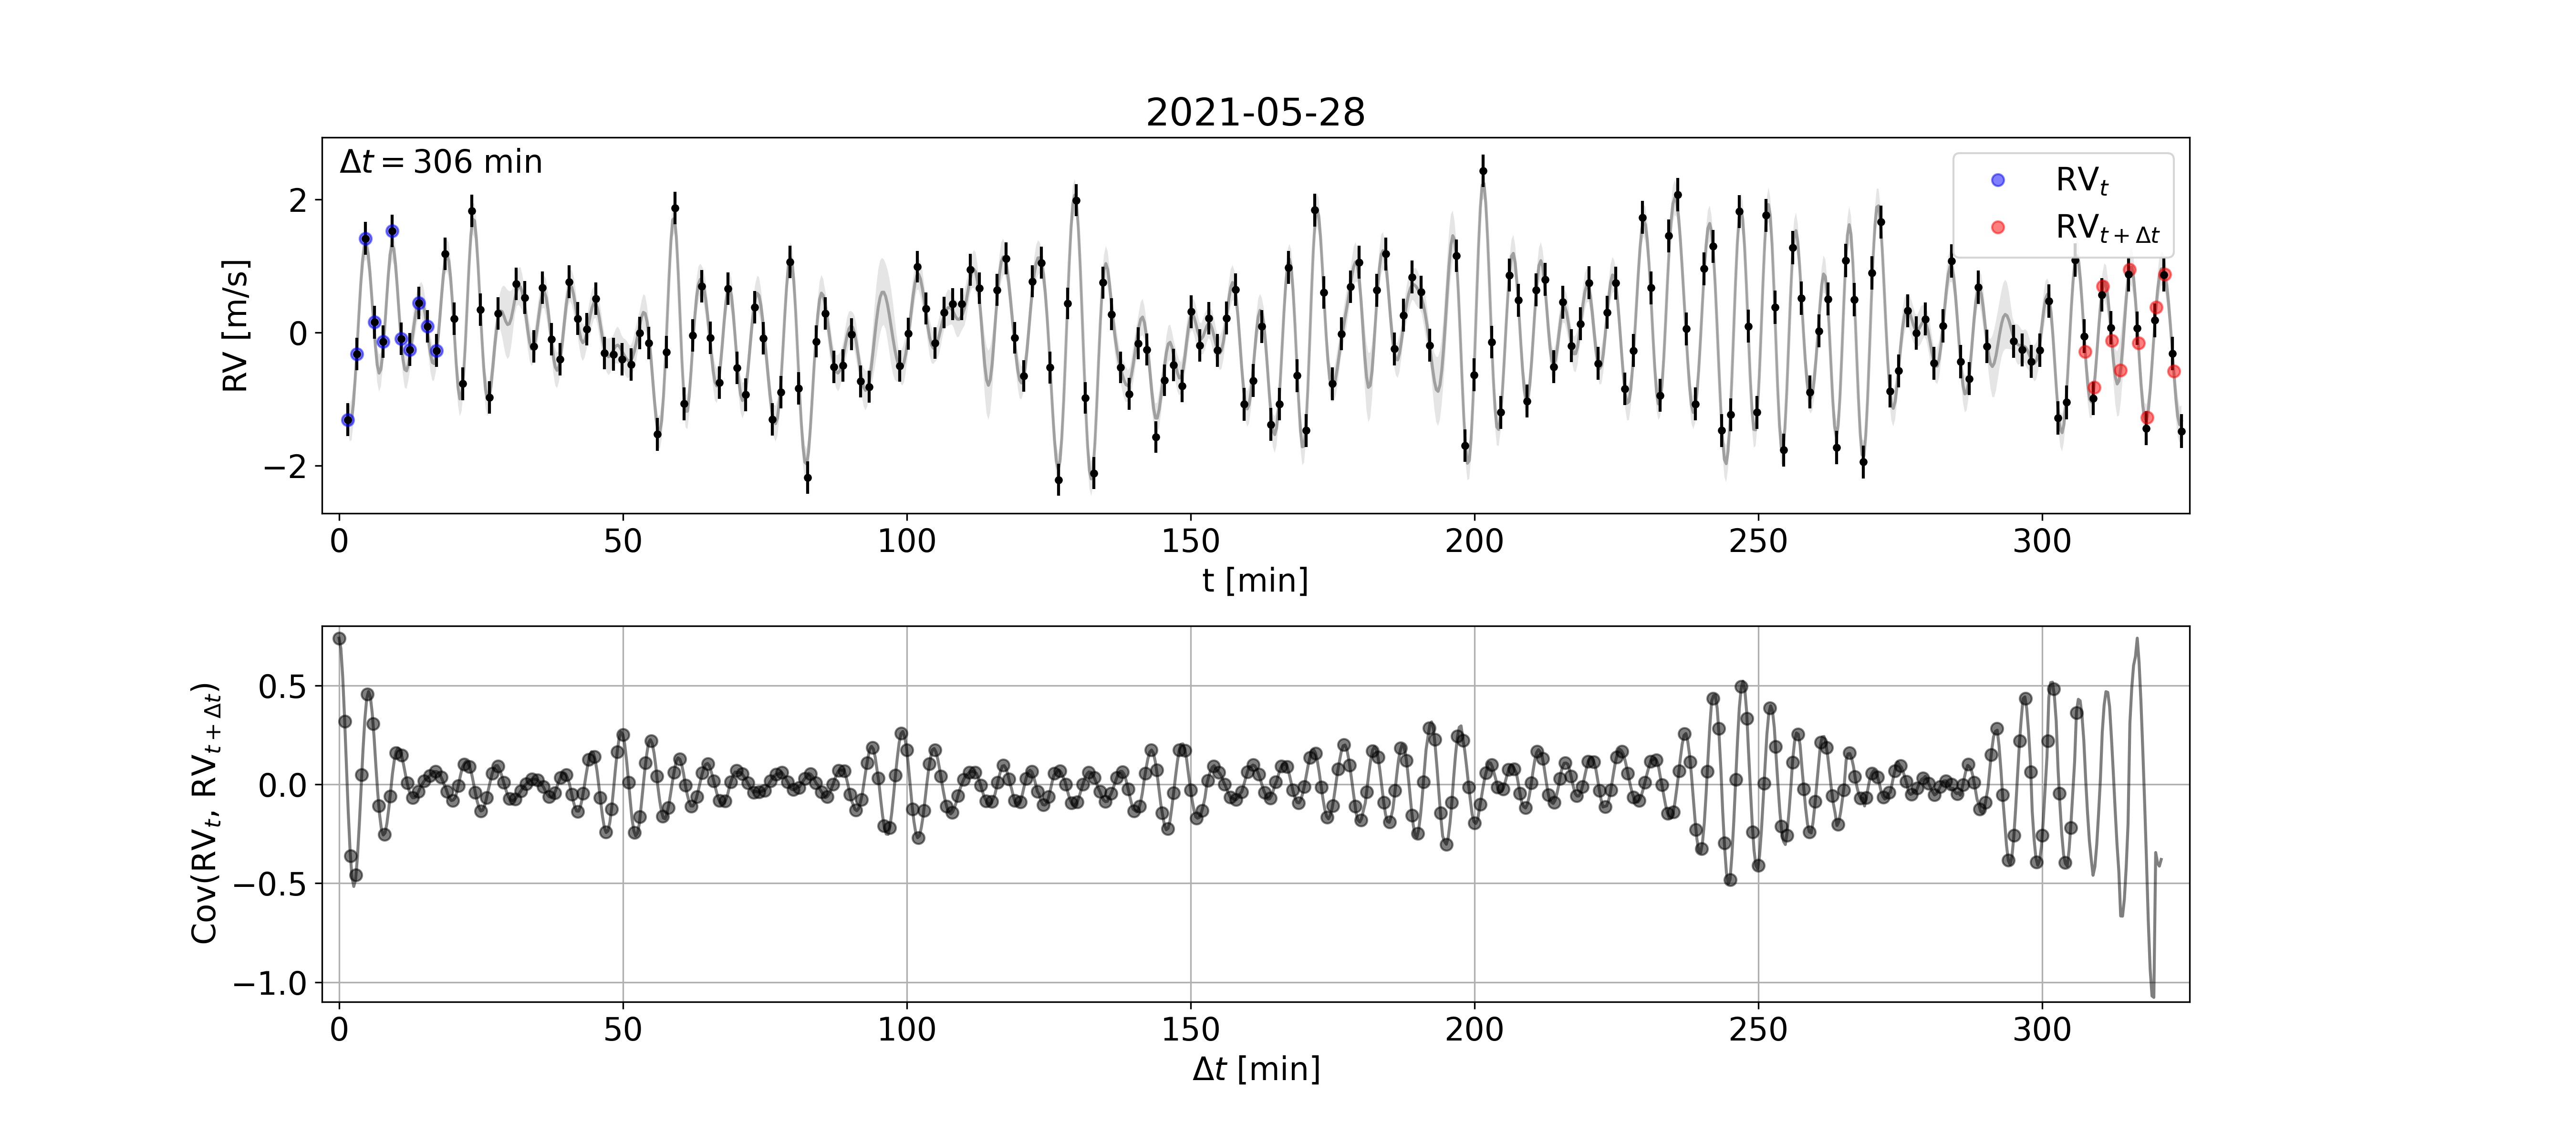 2021-05-28
Δt = 306 min
RV_t
RV_{t+Δt}
RV [m/s]
2
0
−2
0 50 100 150 200 250 300
t [min]
Cov(RV_t, RV_{t+Δt})
0.5
0.0
−0.5
−1.0
0 50 100 150 200 250 300
Δt [min]